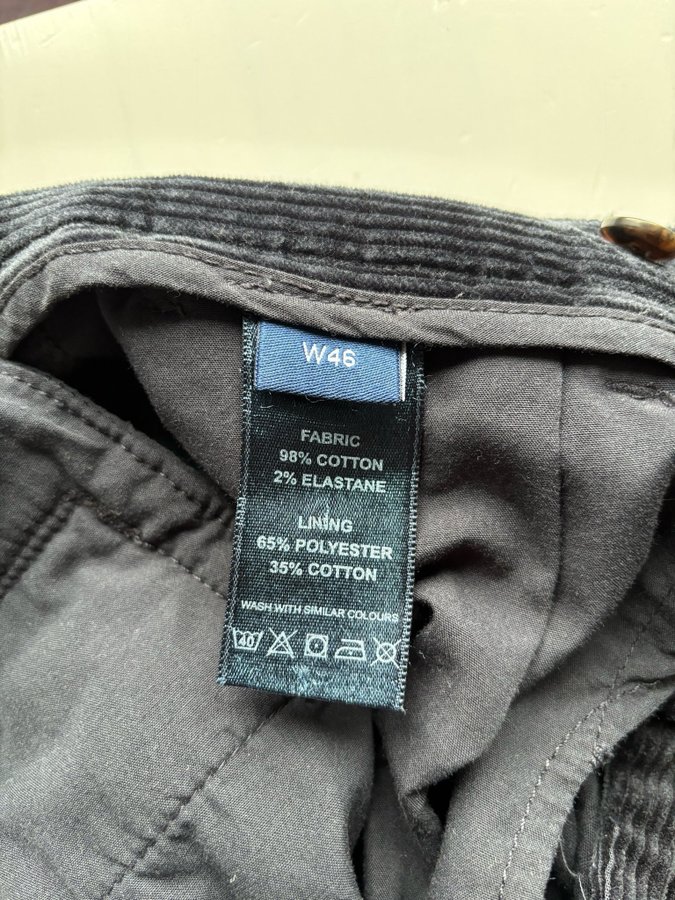 W46
FABRIC
98% COTTON
2% ELASTANE
LINING
65% POLYESTER
35% COTTON
WASH WITH SIMILAR COLOURS
40